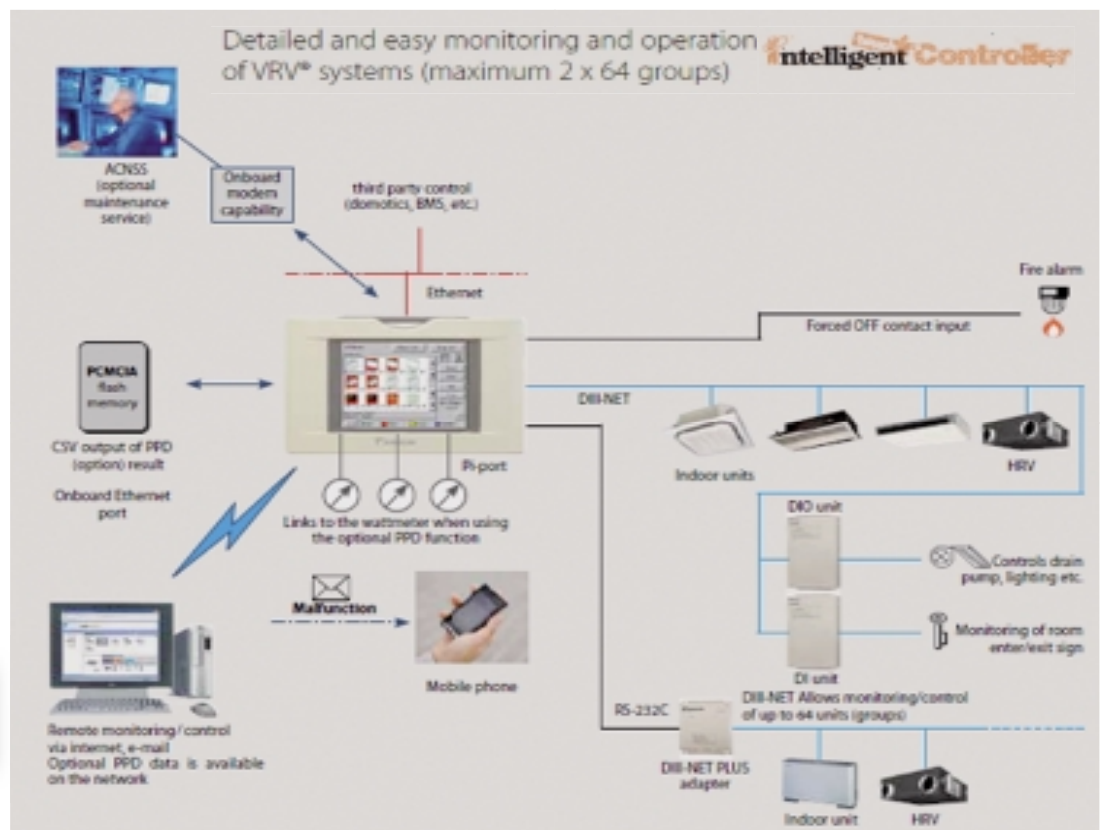 Detailed and easy monitoring and operation
of VRV® systems (maximum 2 x 64 groups)
intelligent Controller
ACNSS
(optional
maintenance
service)
Onboard
modem
capability
third party control
(domotics, BMS, etc.)
Ethernet
Fire alarm
Forced OFF contact input
PCMCIA
flash
memory
CSV output of PPD
(option) result
Onboard Ethernet
port
DIII-NET
Pi-port
Links to the wattmeter when using
the optional PPD function
Indoor units
HRV
DIO unit
Controls drain
pump, lighting etc.
Monitoring of room
enter/exit sign
DI unit
Malfunction
Mobile phone
Remote monitoring/control
via internet, e-mail
Optional PPD data is available
on the network
RS-232C
DIII-NET Allows monitoring/control
of up to 64 units (groups)
DIII-NET PLUS
adapter
Indoor unit
HRV